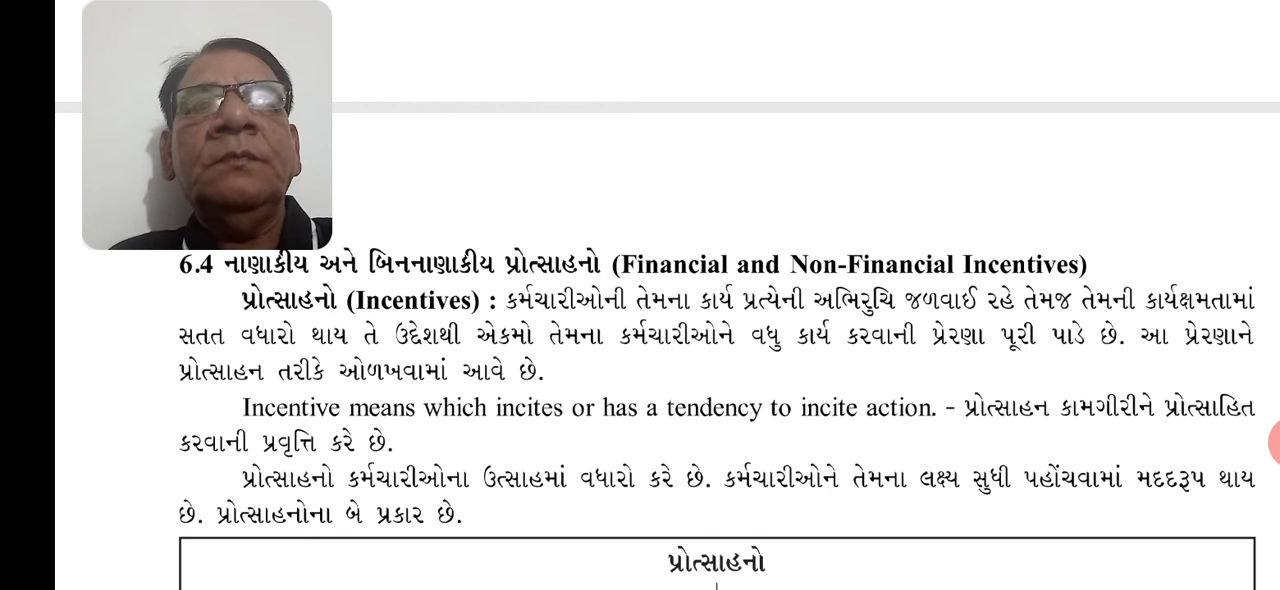 6.4 નાણાકીય અને બિનનાણાકીય પ્રોત્સાહનો (Financial and Non-Financial Incentives)
પ્રોત્સાહનો (Incentives) : કર્મચારીઓની તેમના કાર્ય પ્રત્યેની અભિરુચિ જળવાઈ રહે તેમજ તેમની કાર્યક્ષમતામાં
સતત વધારો થાય તે ઉદ્દેશથી એકમો તેમના કર્મચારીઓને વધુ કાર્ય કરવાની પ્રેરણા પૂરી પાડે છે. આ પ્રેરણાને
પ્રોત્સાહન તરીકે ઓળખવામાં આવે છે.
Incentive means which incites or has a tendency to incite action. - પ્રોત્સાહન કામગીરીને પ્રોત્સાહિત
કરવાની પ્રવૃત્તિ કરે છે.
પ્રોત્સાહનો કર્મચારીઓના ઉત્સાહમાં વધારો કરે છે. કર્મચારીઓને તેમના લક્ષ્ય સુધી પહોંચવામાં મદદરૂપ થાય
છે. પ્રોત્સાહનોના બે પ્રકાર છે.
પ્રોત્સાહનો